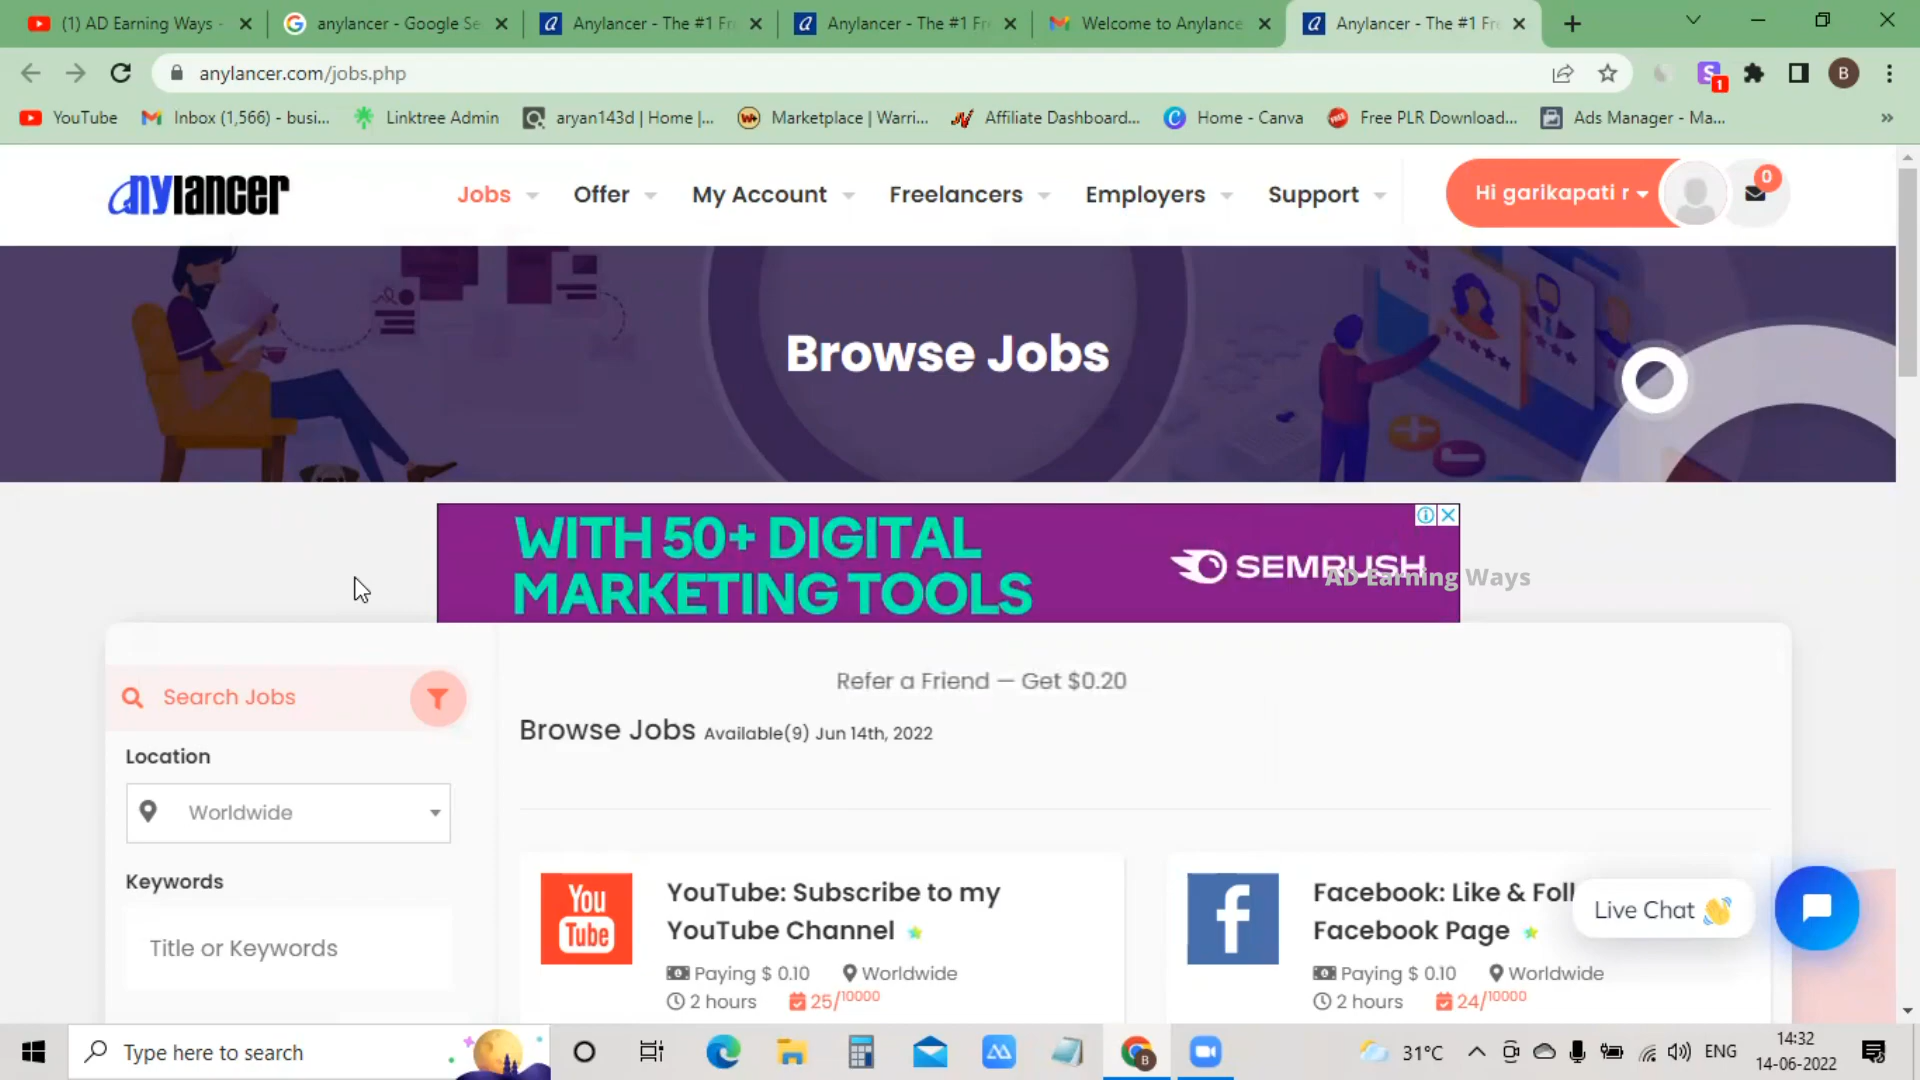 (1) AD Earning Ways -
anylancer - Google Se
Anylancer - The #1 Fr
Anylancer - The #1 Fr
Welcome to Anylance
Anylancer - The #1 Fr
anylancer.com/jobs.php
S 1
B
YouTube
Inbox (1,566) - busi...
Linktree Admin
aryan143d | Home |...
Marketplace | Warri...
Affiliate Dashboard...
Home - Canva
Free PLR Download...
Ads Manager - Ma...
anylancer
Jobs
Offer
My Account
Freelancers
Employers
Support
Hi garikapati r
0
Browse Jobs
WITH 50+ DIGITAL
MARKETING TOOLS
SEMRUSH
AD Earning Ways
Search Jobs
Location
Worldwide
Keywords
Title or Keywords
Refer a Friend — Get $0.20
Browse Jobs Available(9) Jun 14th, 2022
You
Tube
YouTube: Subscribe to my
YouTube Channel
Paying $ 0.10 Worldwide
2 hours 25/10000
Facebook: Like & Foll
Facebook Page
Paying $ 0.10 Worldwide
2 hours 24/10000
Live Chat 👋
Type here to search
31°C
ENG
14:32
14-06-2022